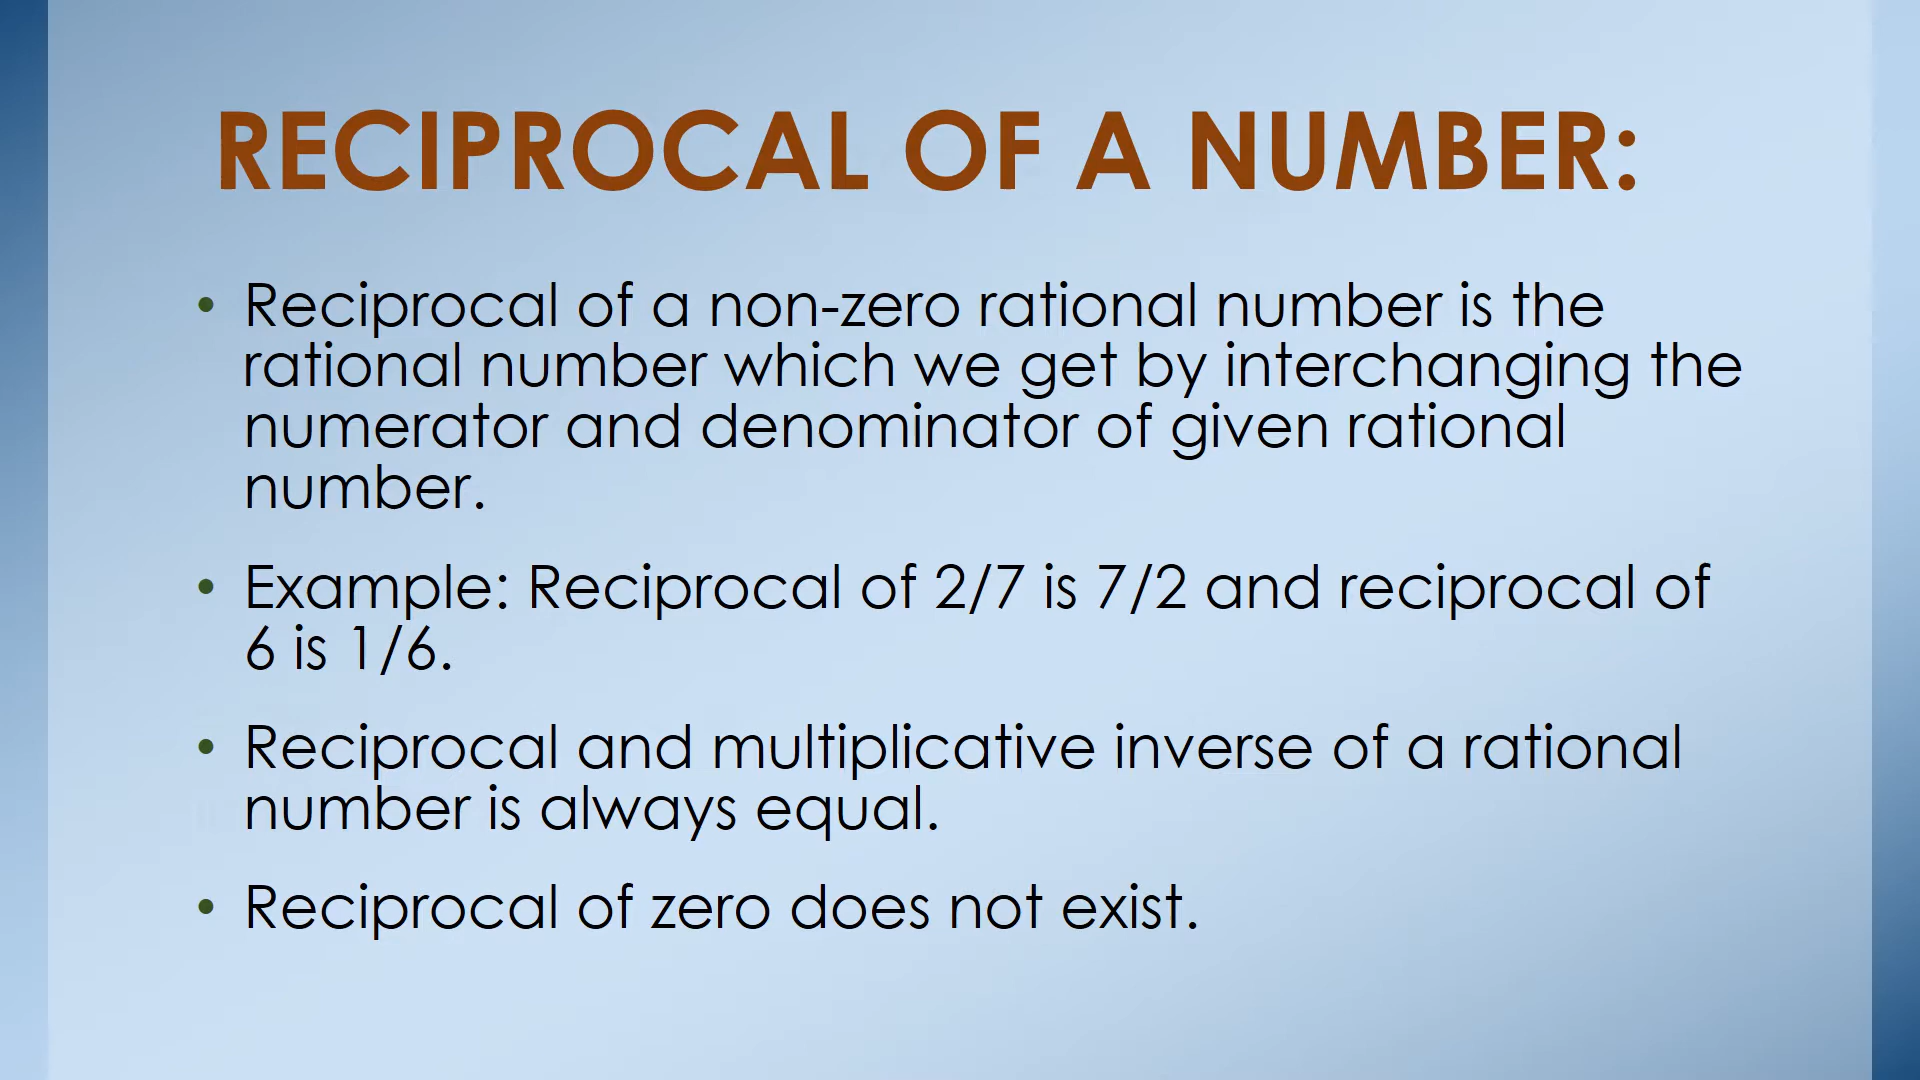 RECIPROCAL OF A NUMBER:
• Reciprocal of a non-zero rational number is the
rational number which we get by interchanging the
numerator and denominator of given rational
number.
• Example: Reciprocal of 2/7 is 7/2 and reciprocal of
6 is 1/6.
• Reciprocal and multiplicative inverse of a rational
number is always equal.
• Reciprocal of zero does not exist.